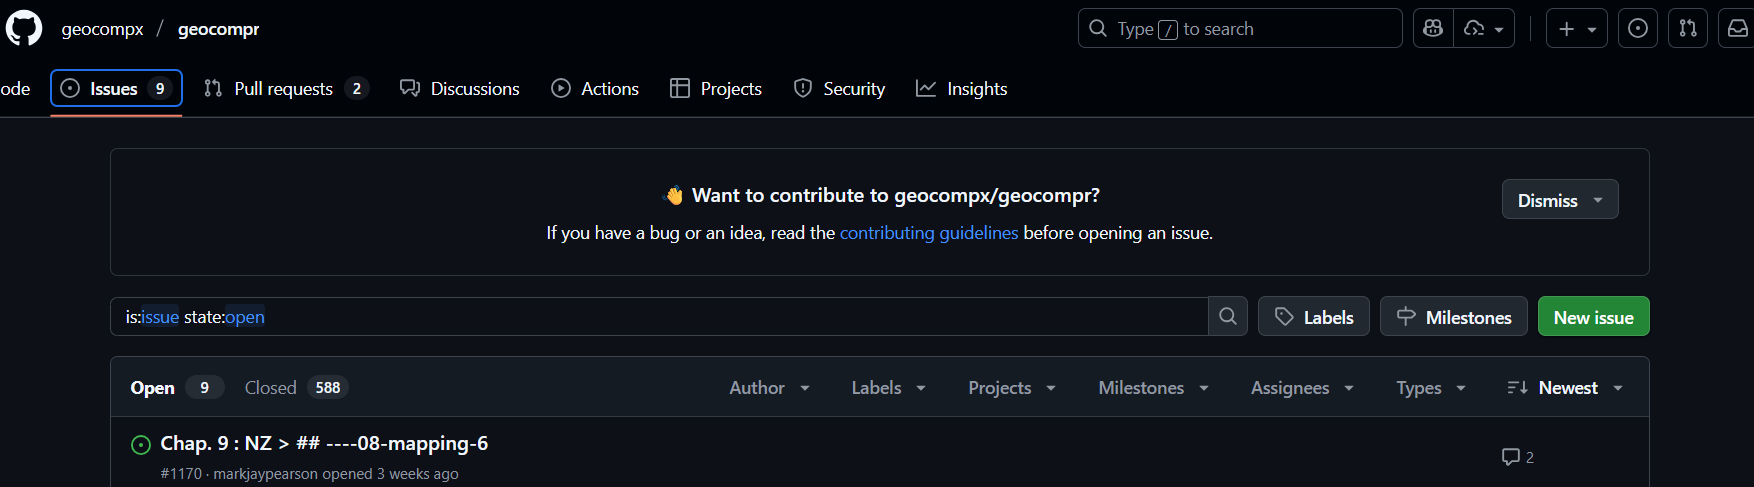 geocompx / geocompr Type / to search
ode Issues 9 Pull requests 2 Discussions Actions Projects Security Insights
👋 Want to contribute to geocompx/geocompr?
Dismiss
If you have a bug or an idea, read the contributing guidelines before opening an issue.
is:issue state:open Labels Milestones New issue
Open 9 Closed 588 Author Labels Projects Milestones Assignees Types Newest
Chap. 9 : NZ > ## ----08-mapping-6
2
#1170 · markjaypearson opened 3 weeks ago